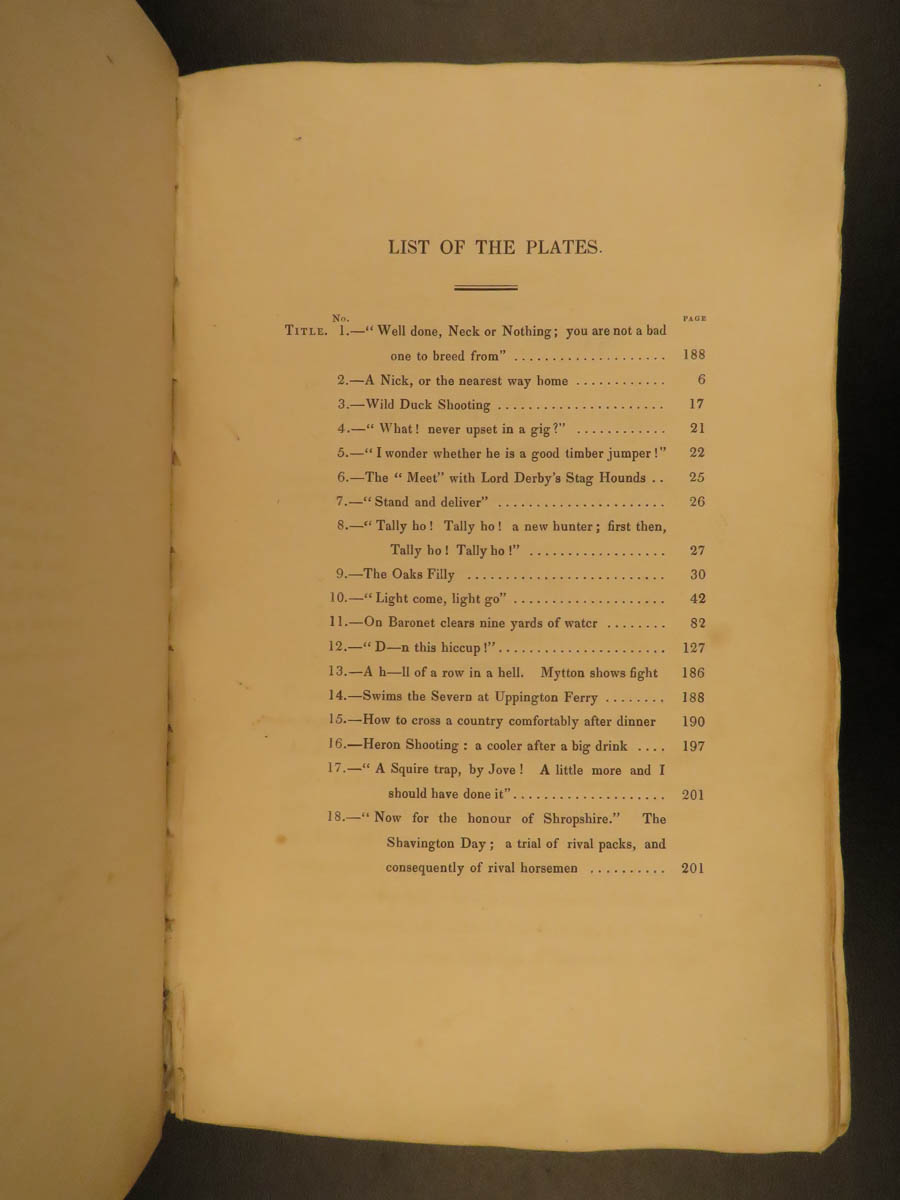 LIST OF THE PLATES.
No. PAGE
TITLE. 1.—“ Well done, Neck or Nothing; you are not a bad
one to breed from” .................... 188
2.—A Nick, or the nearest way home ............ 6
3.—Wild Duck Shooting ...................... 17
4.—“ What! never upset in a gig?” ............ 21
5.—“ I wonder whether he is a good timber jumper!” 22
6.—The “ Meet” with Lord Derby’s Stag Hounds .. 25
7.—“ Stand and deliver” ...................... 26
8.—“ Tally ho! Tally ho! a new hunter; first then,
Tally ho! Tally ho!” .................. 27
9.—The Oaks Filly .......................... 30
10.—“ Light come, light go” .................... 42
11.—On Baronet clears nine yards of water ........ 82
12.—“ D—n this hiccup!”...................... 127
13.—A h—ll of a row in a hell. Mytton shows fight 186
14.—Swims the Severn at Uppington Ferry ........ 188
15.—How to cross a country comfortably after dinner 190
16.—Heron Shooting: a cooler after a big drink .... 197
17.—“ A Squire trap, by Jove! A little more and I
should have done it”.................... 201
18.—“ Now for the honour of Shropshire.” The
Shavington Day; a trial of rival packs, and
consequently of rival horsemen .......... 201